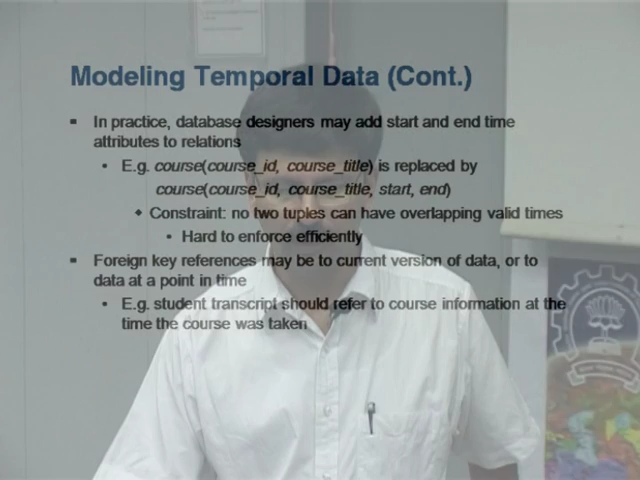 Modeling Temporal Data (Cont.)
In practice, database designers may add start and end time
attributes to relations
E.g. course(course_id, course_title) is replaced by
course(course_id, course_title, start, end)
Constraint: no two tuples can have overlapping valid times
Hard to enforce efficiently
Foreign key references may be to current version of data, or to
data at a point in time
E.g. student transcript should refer to course information at the
time the course was taken